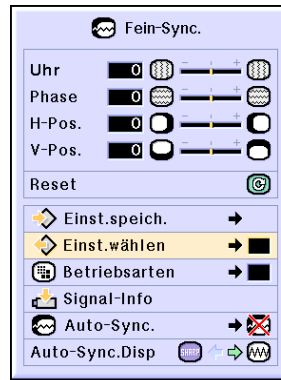 Fein-Sync.
Uhr 0 - +
Phase 0 - +
H-Pos. 0 - +
V-Pos. 0 - +
Reset
Einst.speich.
Einst.wählen
Betriebsarten
Signal-Info
Auto-Sync.
Auto-Sync.Disp SHARP